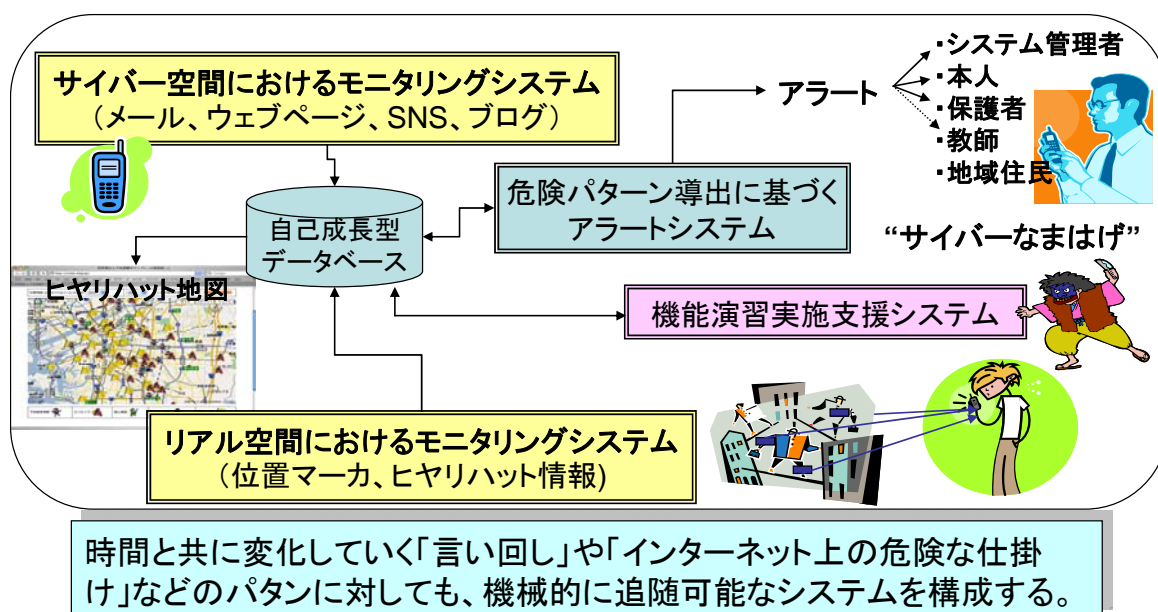 サイバー空間におけるモニタリングシステム
（メール、ウェブページ、SNS、ブログ）
アラート
・システム管理者
・本人
・保護者
・教師
・地域住民
危険パターン導出に基づく
アラートシステム
自己成長型
データベース
“サイバーなまはげ”
ヒヤリハット地図
機能演習実施支援システム
リアル空間におけるモニタリングシステム
（位置マーカ、ヒヤリハット情報)
時間と共に変化していく「言い回し」や「インターネット上の危険な仕掛
け」などのパタンに対しても、機械的に追随可能なシステムを構成する。